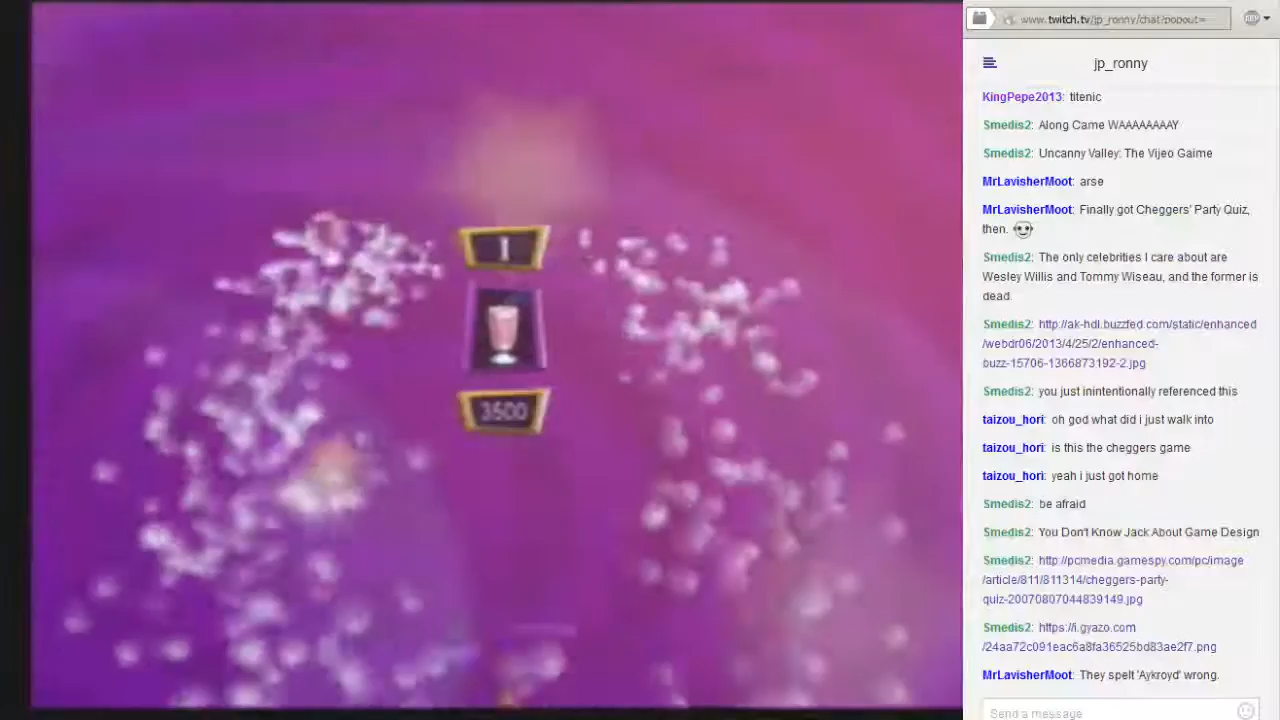 1
3500
www.twitch.tv/jp_ronny/chat?popout=
ABP
jp_ronny
KingPepe2013: titenic
Smedis2: Along Came WAAAAAAAY
Smedis2: Uncanny Valley: The Vijeo Gaime
MrLavisherMoot: arse
MrLavisherMoot: Finally got Cheggers' Party Quiz,
then.
Smedis2: The only celebrities I care about are
Wesley Willis and Tommy Wiseau, and the former is
dead.
Smedis2: http://ak-hdl.buzzfed.com/static/enhanced
/webdr06/2013/4/25/2/enhanced-
buzz-15706-1366873192-2.jpg
Smedis2: you just inintentionally referenced this
taizou_hori: oh god what did i just walk into
taizou_hori: is this the cheggers game
taizou_hori: yeah i just got home
Smedis2: be afraid
Smedis2: You Don't Know Jack About Game Design
Smedis2: http://pcmedia.gamespy.com/pc/image
/article/811/811314/cheggers-party-
quiz-20070807044839149.jpg
Smedis2: https://i.gyazo.com
/24aa72c091eac6a8fa36525bd83ae2f7.png
MrLavisherMoot: They spelt 'Aykroyd' wrong.
Send a message